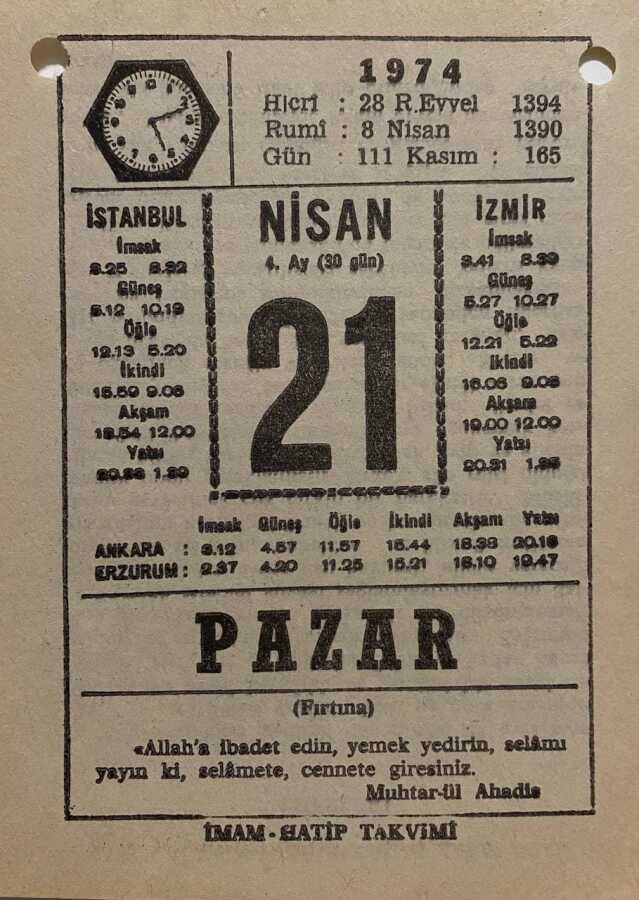 1974
Hicrî : 28 R.Evvel 1394
Rumî : 8 Nisan 1390
Gün : 111 Kasım : 165
İSTANBUL
İmsak
3.25 8.32
Güneş
5.12 10.19
Öğle
12.13 5.20
İkindi
15.59 9.06
Akşam
18.54 12.00
Yatsı
1.39
NİSAN
4. Ay (30 gün)
21
İZMİR
İmsak
3.41 8.39
Güneş
5.27 10.27
Öğle
12.21 5.22
İkindi
16.06 9.06
Akşam
19.00 12.00
Yatsı
20.31 1.35
İmsak Güneş Öğle İkindi Akşam Yatsı
ANKARA : 3.12 4.57 11.57 15.44 18.38 20.16
ERZURUM : 2.37 4.20 11.25 15.21 18.10 19.47
PAZAR
(Fırtına)
«Allah'a ibadet edin, yemek yedirin, selâmı
yayın ki, selâmete, cennete giresiniz.
Muhtar-ül Ahadis
İMAM - HATİP TAKVİMİ